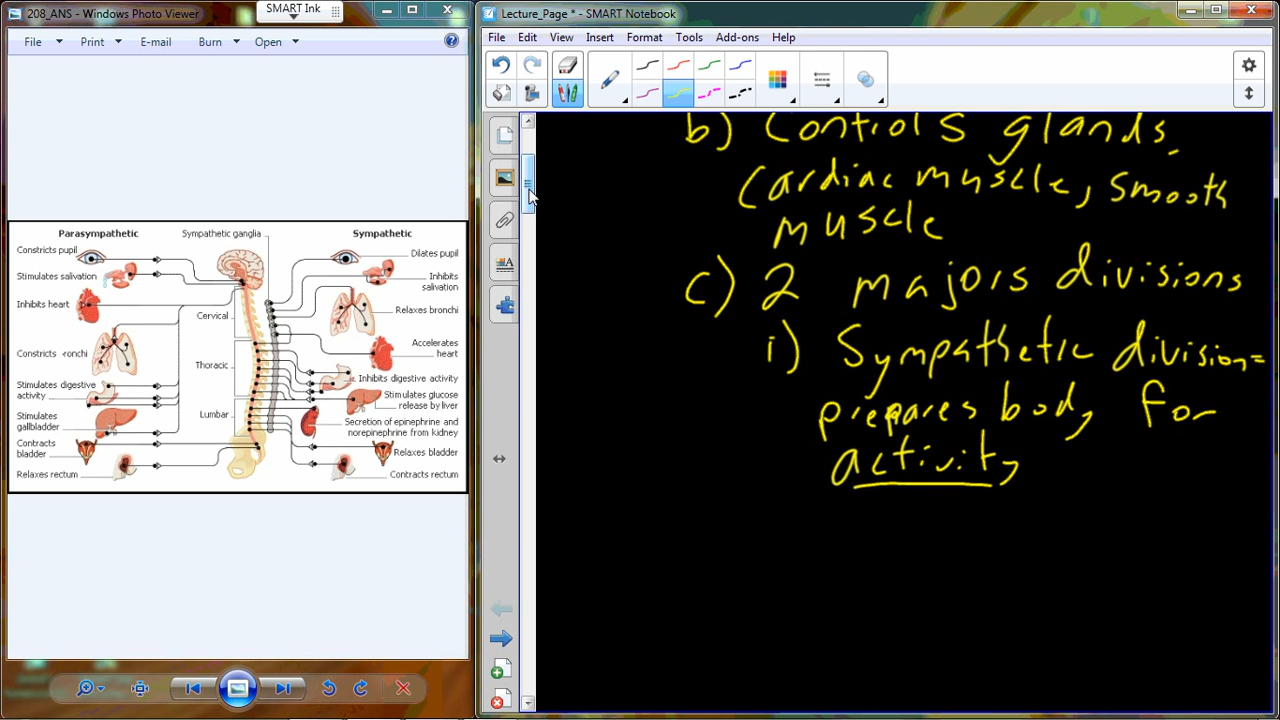 208_ANS - Windows Photo Viewer
SMART Ink
File Print E-mail Burn Open
Parasympathetic
Sympathetic ganglia
Sympathetic
Constricts pupil
Stimulates salivation
Inhibits heart
Constricts ronchi
Stimulates digestive
activity
Stimulates
gallbladder
Contracts
bladder
Relaxes rectum
Cervical
Thoracic
Lumbar
Dilates pupil
Inhibits
salivation
Relaxes bronchi
Accelerates
heart
Inhibits digestive activity
Stimulates glucose
release by liver
Secretion of epinephrine and
norepinephrine from kidney
Relaxes bladder
Contracts rectum
Lecture_Page * - SMART Notebook
File Edit View Insert Format Tools Add-ons Help
b) Controls glands,
cardiac muscle, smooth
muscle
c) 2 majors divisions
i) Sympathetic division=
prepares body for
activity